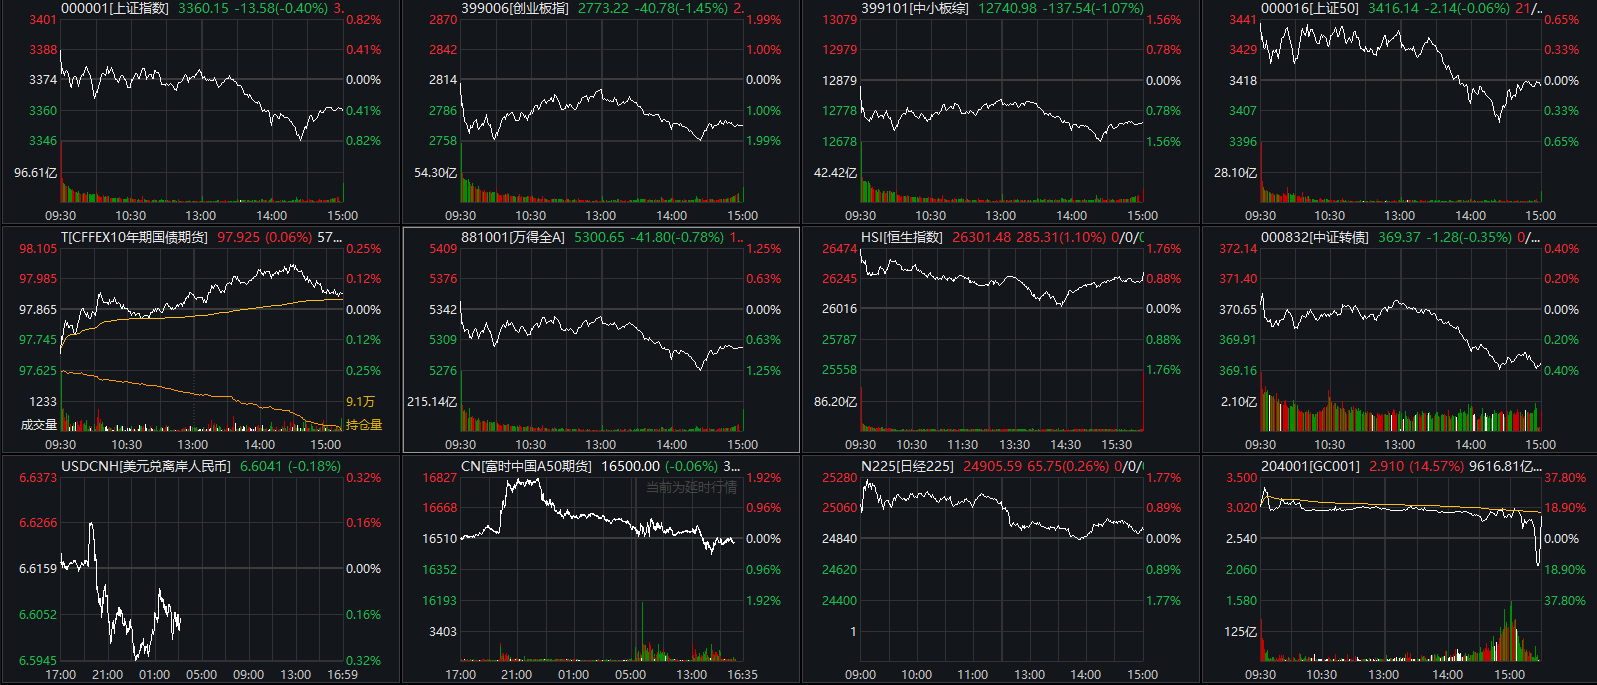 000001[上证指数] 3360.15 -13.58(-0.40%) 3.
3401 0.82%
3388 0.41%
3374 0.00%
3360 0.41%
3346 0.82%
96.61亿
09:30 10:30 13:00 14:00 15:00
399006[创业板指] 2773.22 -40.78(-1.45%) 2.
2870 1.99%
2842 1.00%
2814 0.00%
2786 1.00%
2758 1.99%
54.30亿
09:30 10:30 13:00 14:00 15:00
399101[中小板综] 12740.98 -137.54(-1.07%)
13079 1.56%
12979 0.78%
12879 0.00%
12778 0.78%
12678 1.56%
42.42亿
09:30 10:30 13:00 14:00 15:00
000016[上证50] 3416.14 -2.14(-0.06%) 21/..
3441 0.65%
3429 0.33%
3418 0.00%
3407 0.33%
3396 0.65%
28.10亿
09:30 10:30 13:00 14:00 15:00
T[CFFEX10年期国债期货] 97.925 (0.06%) 57...
98.105 0.25%
97.985 0.12%
97.865 0.00%
97.745 0.12%
97.625 0.25%
1233 9.1万
成交量 持仓量
09:30 10:30 13:00 14:00 15:00
881001[万得全A] 5300.65 -41.80(-0.78%) 1..
5409 1.25%
5376 0.63%
5342 0.00%
5309 0.63%
5276 1.25%
215.14亿
09:30 10:30 13:00 14:00 15:00
HSI[恒生指数] 26301.48 285.31(1.10%) 0/0/0
26474 1.76%
26245 0.88%
26016 0.00%
25787 0.88%
25558 1.76%
86.20亿
09:30 10:30 11:30 13:30 14:30 15:30
000832[中证转债] 369.37 -1.28(-0.35%) 0/...
372.14 0.40%
371.40 0.20%
370.65 0.00%
369.91 0.20%
369.16 0.40%
2.10亿
09:30 10:30 13:00 14:00 15:00
USDCNH[美元兑离岸人民币] 6.6041 (-0.18%)
6.6373 0.32%
6.6266 0.16%
6.6159 0.00%
6.6052 0.16%
6.5945 0.32%
17:00 21:00 01:00 05:00 09:00 13:00 16:59
CN[富时中国A50期货] 16500.00 (-0.06%) 3...
当前为延时行情
16827 1.92%
16668 0.96%
16510 0.00%
16352 0.96%
16193 1.92%
3403
17:00 21:00 01:00 05:00 09:00 13:00 16:35
N225[日经225] 24905.59 65.75(0.26%) 0/0/
25280 1.77%
25060 0.89%
24840 0.00%
24620 0.89%
24400 1.77%
1
09:00 10:00 11:00 13:00 14:00 15:00
204001[GC001] 2.910 (14.57%) 9616.81亿...
3.500 37.80%
3.020 18.90%
2.540 0.00%
2.060 18.90%
1.580 37.80%
125亿
09:30 10:30 13:00 14:00 15:00